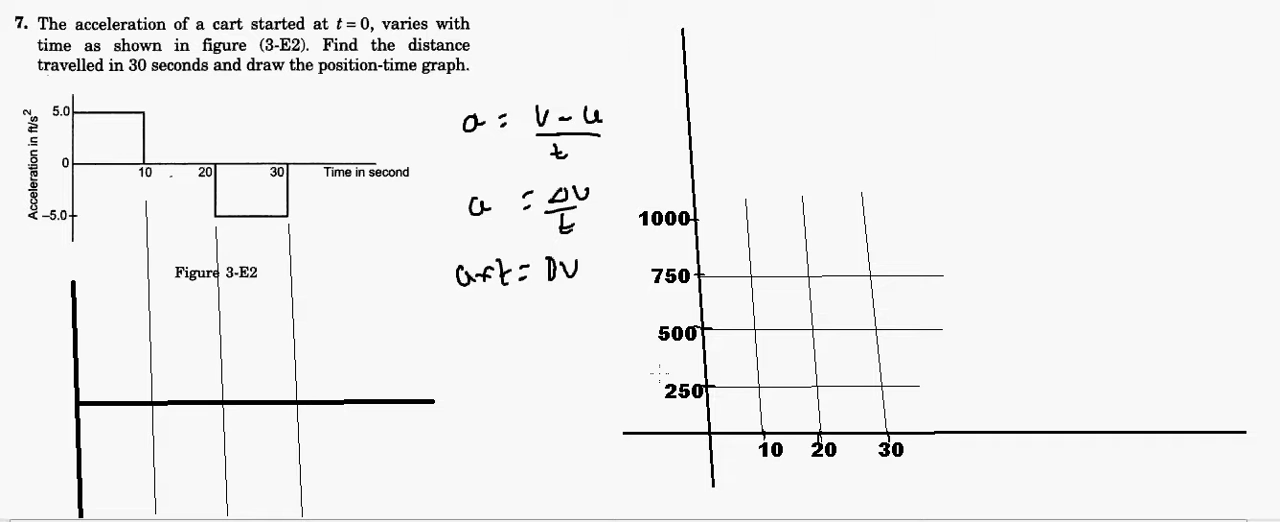 7. The acceleration of a cart started at t = 0, varies with
time as shown in figure (3-E2). Find the distance
travelled in 30 seconds and draw the position-time graph.
Acceleration in ft/s²
5.0
0
–5.0
10
20
30
Time in second
Figure 3-E2
a = v - u / t
a = Δv / t
a×t = Δv
1000
750
500
250
10
20
30